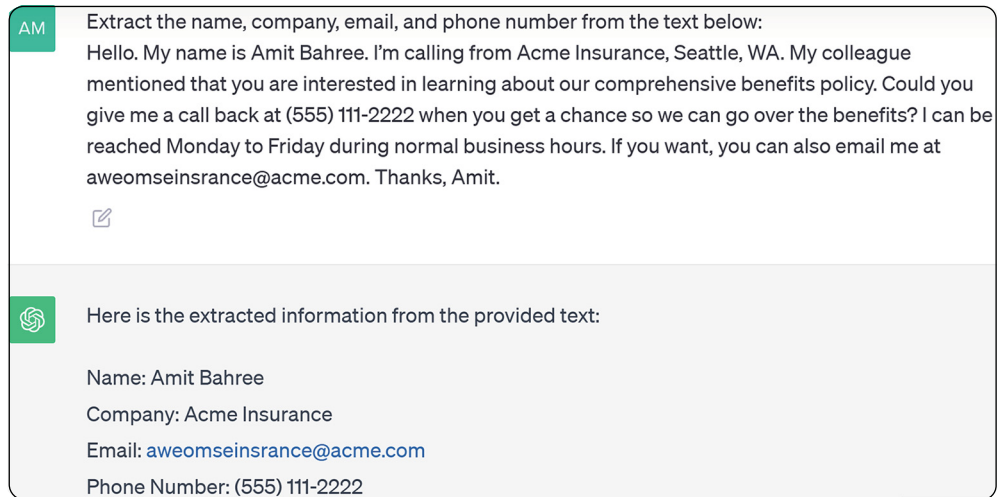 AM
Extract the name, company, email, and phone number from the text below:
Hello. My name is Amit Bahree. I’m calling from Acme Insurance, Seattle, WA. My colleague
mentioned that you are interested in learning about our comprehensive benefits policy. Could you
give me a call back at (555) 111-2222 when you get a chance so we can go over the benefits? I can be
reached Monday to Friday during normal business hours. If you want, you can also email me at
aweomseinsrance@acme.com. Thanks, Amit.
Here is the extracted information from the provided text:
Name: Amit Bahree
Company: Acme Insurance
Email: aweomseinsrance@acme.com
Phone Number: (555) 111-2222